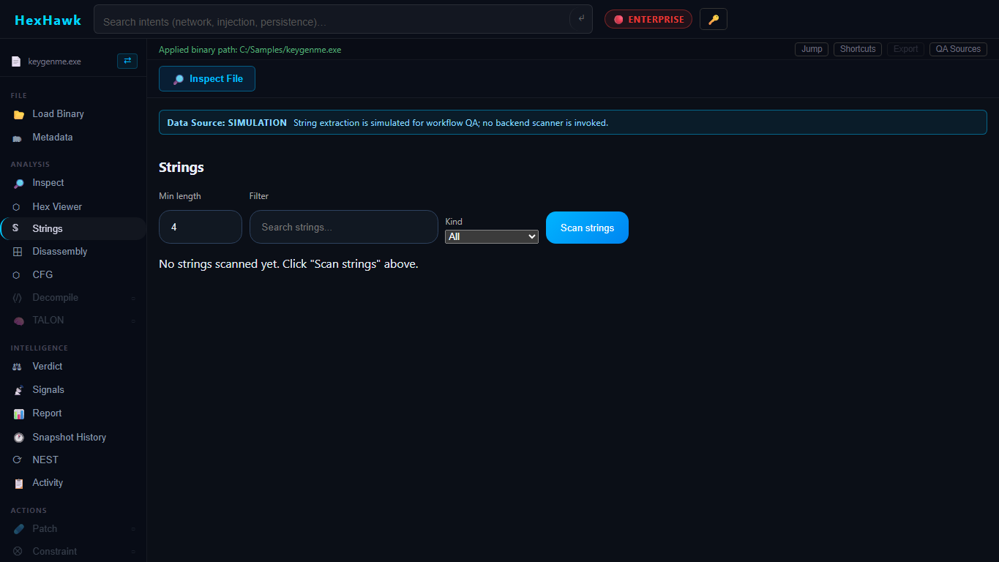 HexHawk
Search intents (network, injection, persistence)…
ENTERPRISE
keygenme.exe
Applied binary path: C:/Samples/keygenme.exe
Jump
Shortcuts
Export
QA Sources
Inspect File
FILE
Load Binary
Metadata
ANALYSIS
Inspect
Hex Viewer
Strings
Disassembly
CFG
Decompile
TALON
INTELLIGENCE
Verdict
Signals
Report
Snapshot History
NEST
Activity
ACTIONS
Patch
Constraint
Data Source: SIMULATION String extraction is simulated for workflow QA; no backend scanner is invoked.
Strings
Min length
Filter
4
Search strings...
Kind
All
Scan strings
No strings scanned yet. Click "Scan strings" above.